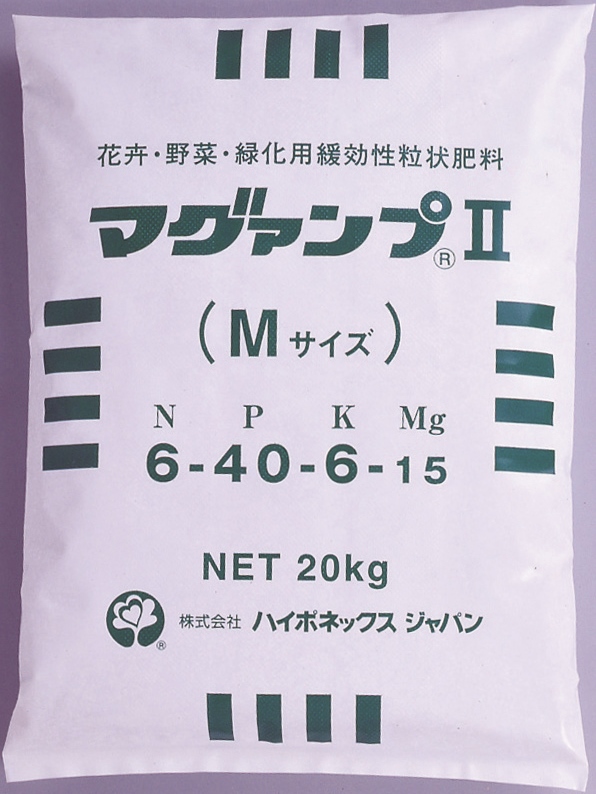 花卉・野菜・緑化用緩効性粒状肥料
マグァンプ®II
（Mサイズ）
N P K Mg
6-40-6-15
NET 20kg
® 株式会社 ハイポネックス ジャパン